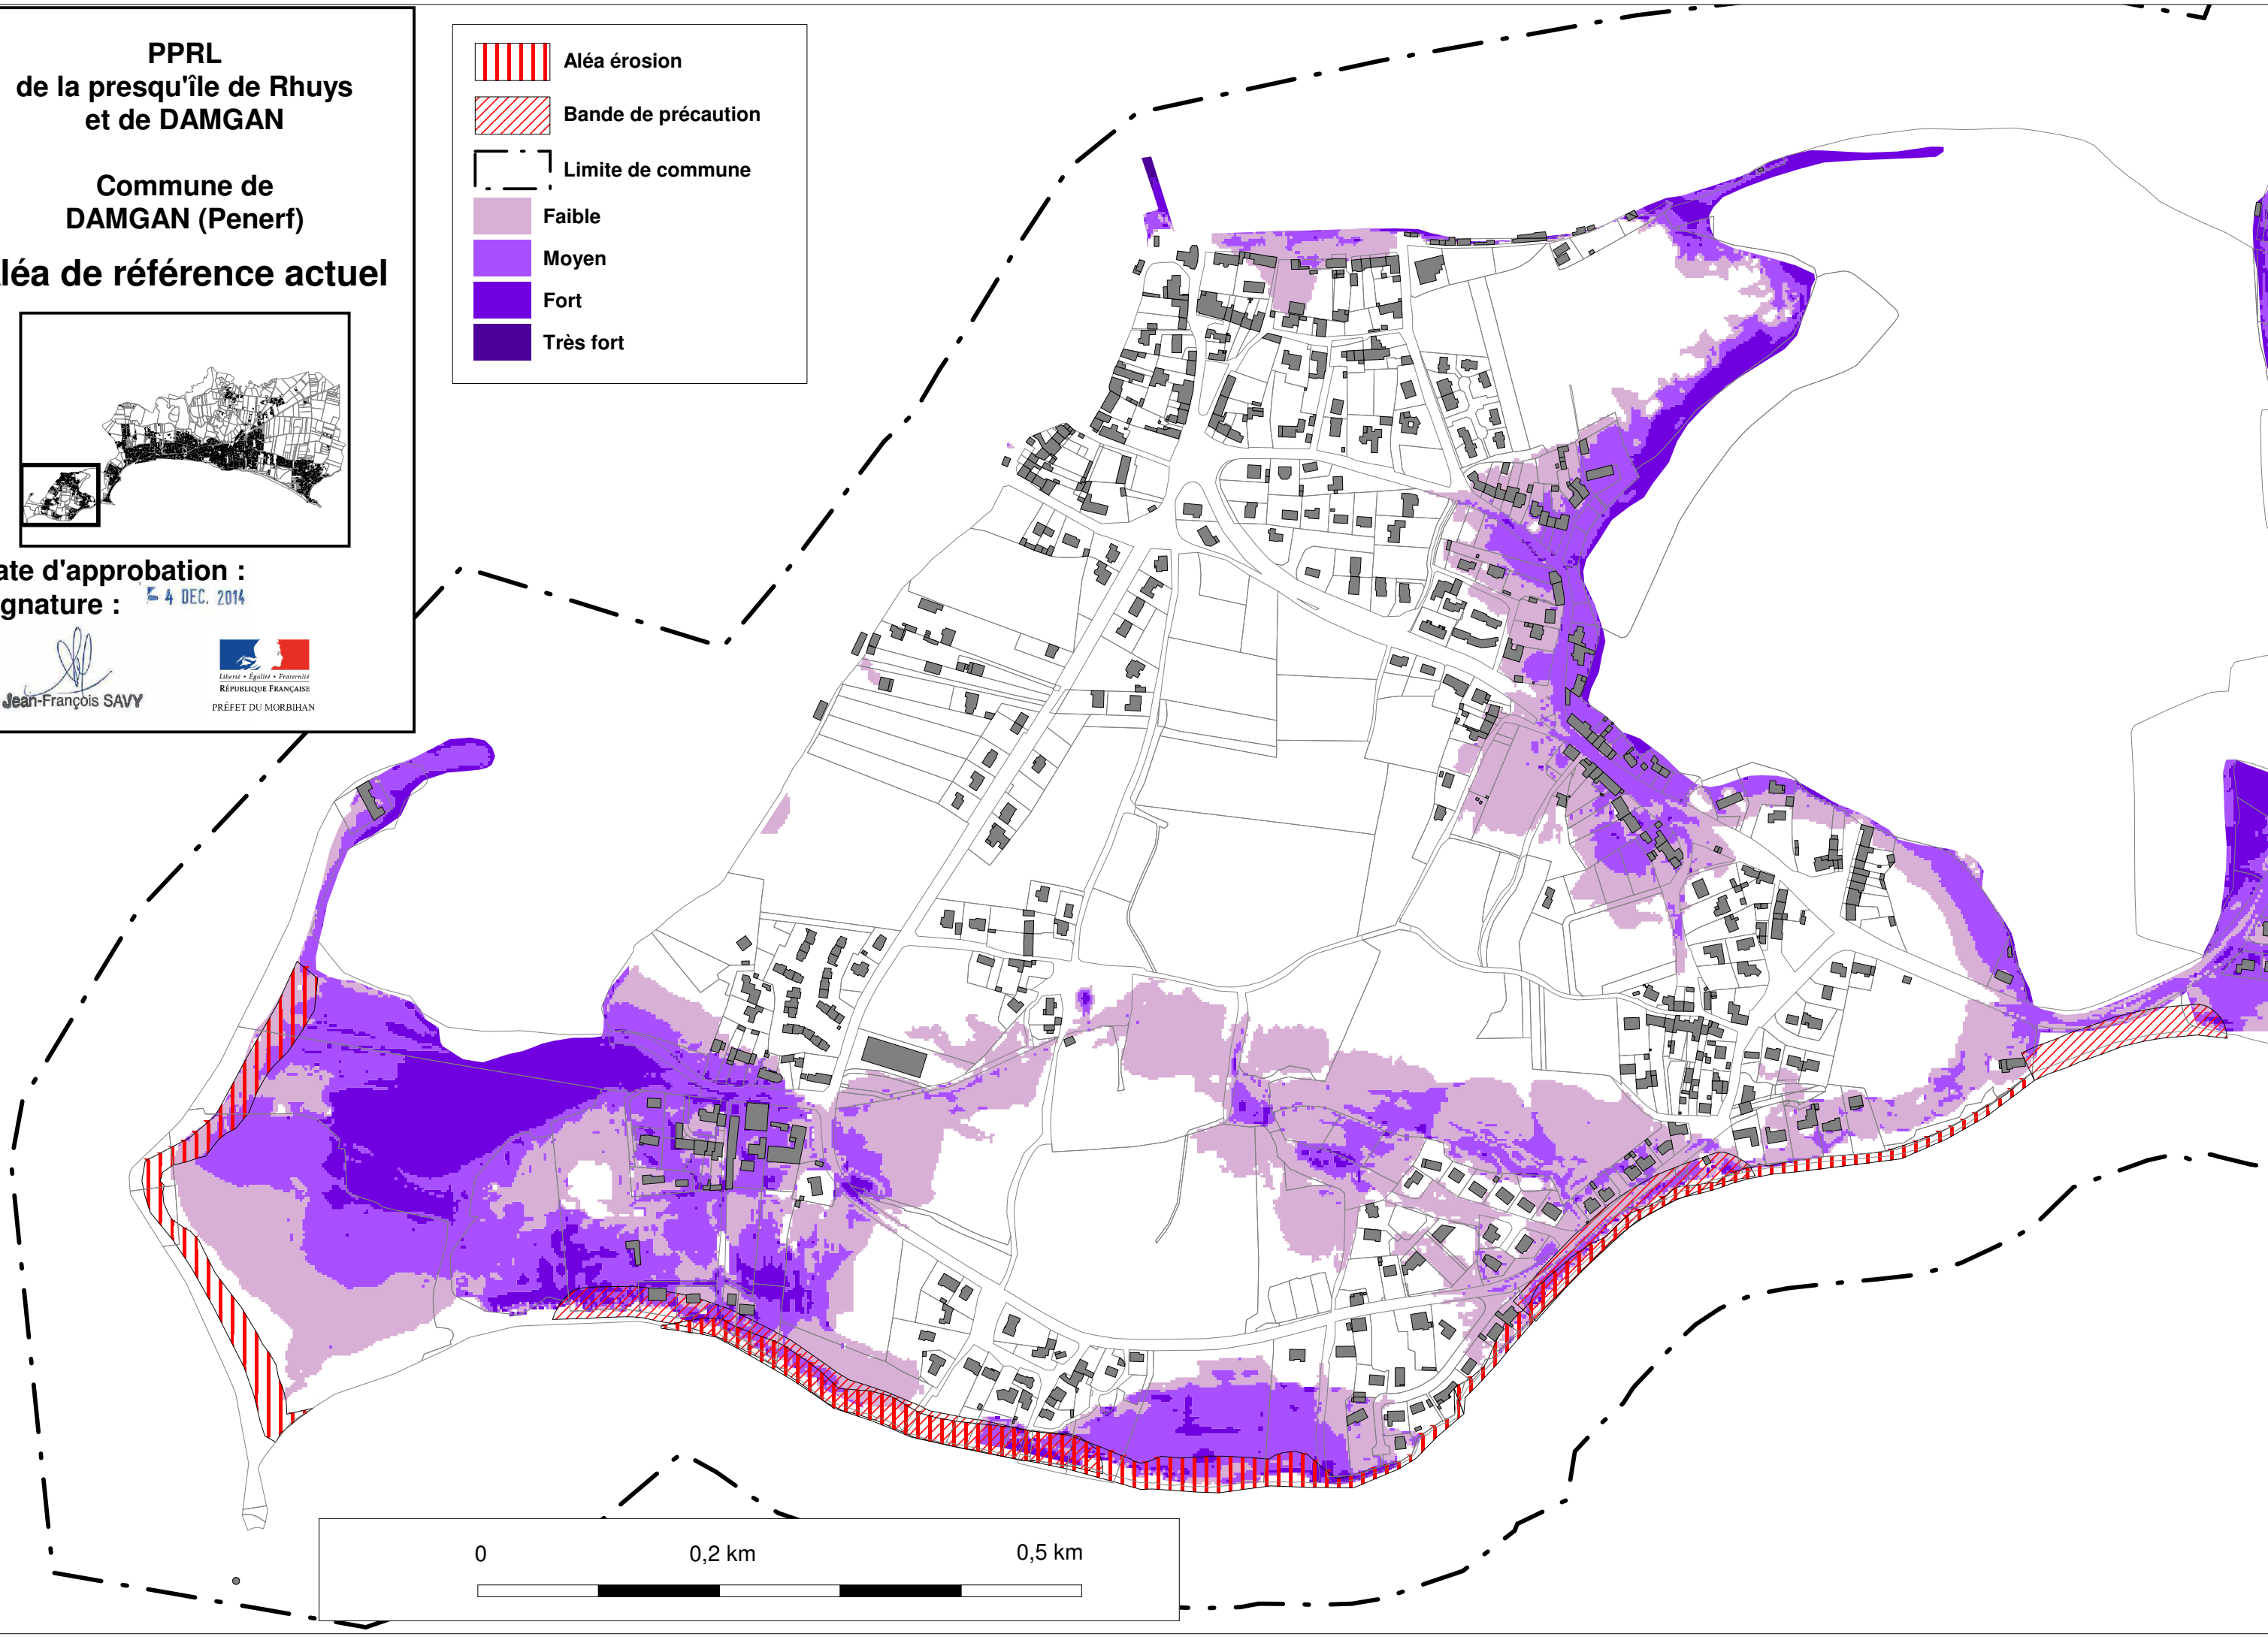 PPRL
de la presqu'île de Rhuys
et de DAMGAN
Commune de
DAMGAN (Penerf)
léa de référence actuel
ate d'approbation :
gnature :
4 DEC. 2014
Jean-François SAVY
Liberté • Égalité • Fraternité
RÉPUBLIQUE FRANÇAISE
PRÉFET DU MORBIHAN
Aléa érosion
Bande de précaution
Limite de commune
Faible
Moyen
Fort
Très fort
0 0,2 km 0,5 km